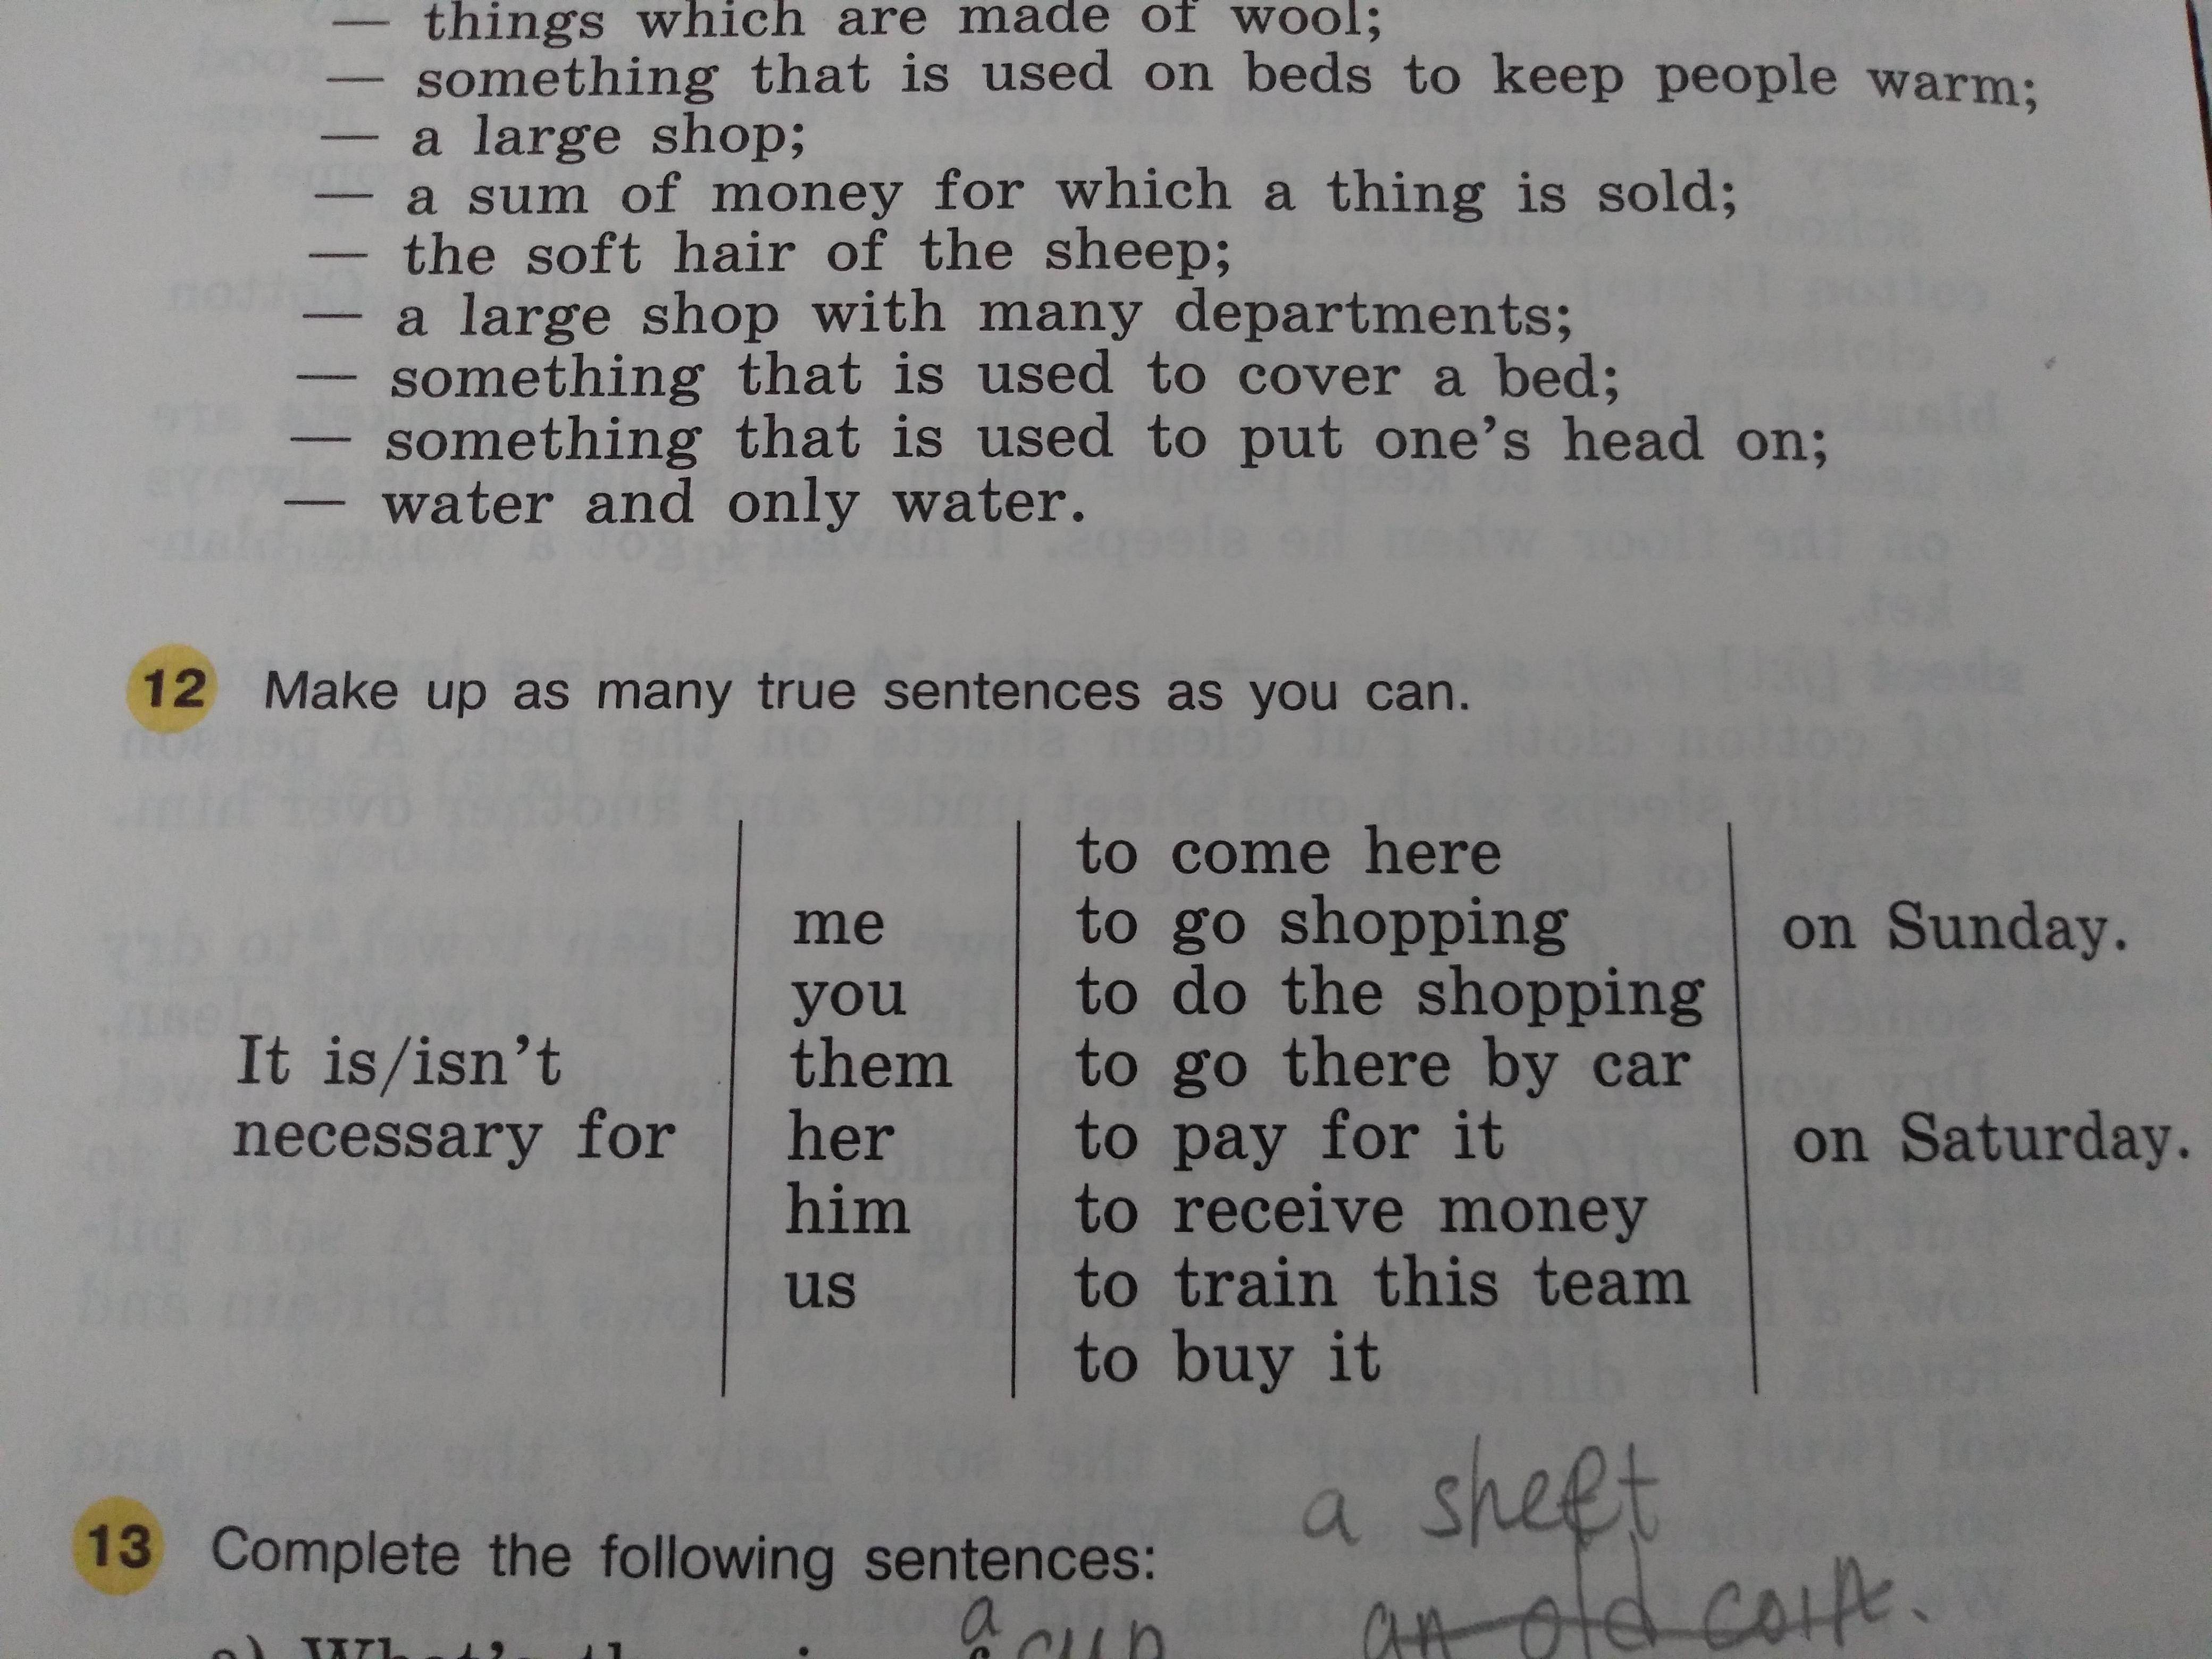 — things which are made of wool;
— something that is used on beds to keep people warm;
— a large shop;
— a sum of money for which a thing is sold;
— the soft hair of the sheep;
— a large shop with many departments;
— something that is used to cover a bed;
— something that is used to put one's head on;
— water and only water.
12 Make up as many true sentences as you can.
It is/isn't
necessary for
me
you
them
her
him
us
to come here
to go shopping
to do the shopping
to go there by car
to pay for it
to receive money
to train this team
to buy it
on Sunday.
on Saturday.
a sheet
13 Complete the following sentences:
a
cup
an old
a) What's